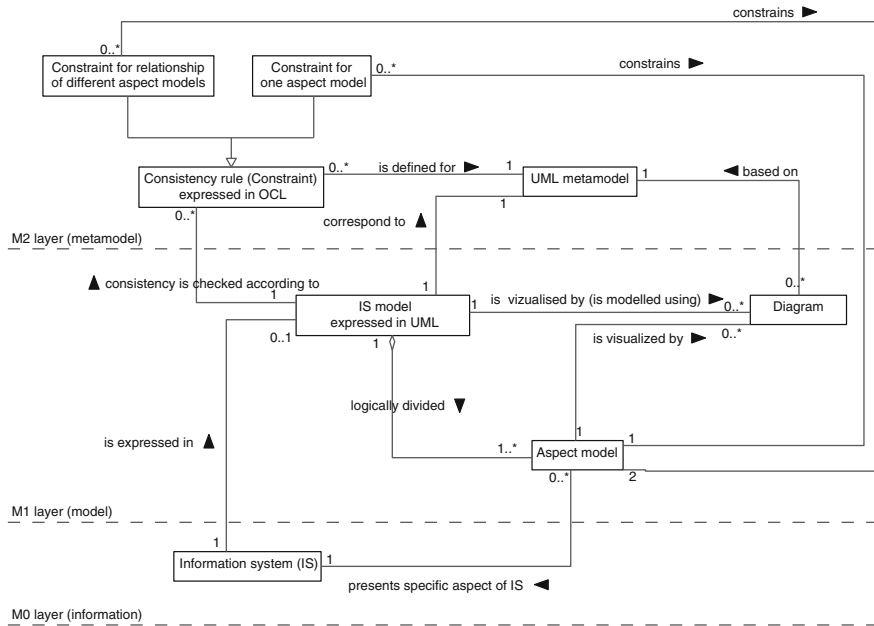 constrains
0..*
Constraint for relationship
of different aspect models
Constraint for
one aspect model
0..*
constrains
Consistency rule (Constraint)
expressed in OCL
0..*
is defined for
1
UML metamodel
1
based on
0..*
1
correspond to
M2 layer (metamodel)
consistency is checked according to
1
1
0..*
IS model
expressed in UML
1
is vizualised by (is modelled using)
0..*
Diagram
0..1
1
is visualized by
0..*
logically divided
is expressed in
1..*
1
Aspect model
1
0..*
2
M1 layer (model)
1
Information system (IS)
1
presents specific aspect of IS
M0 layer (information)